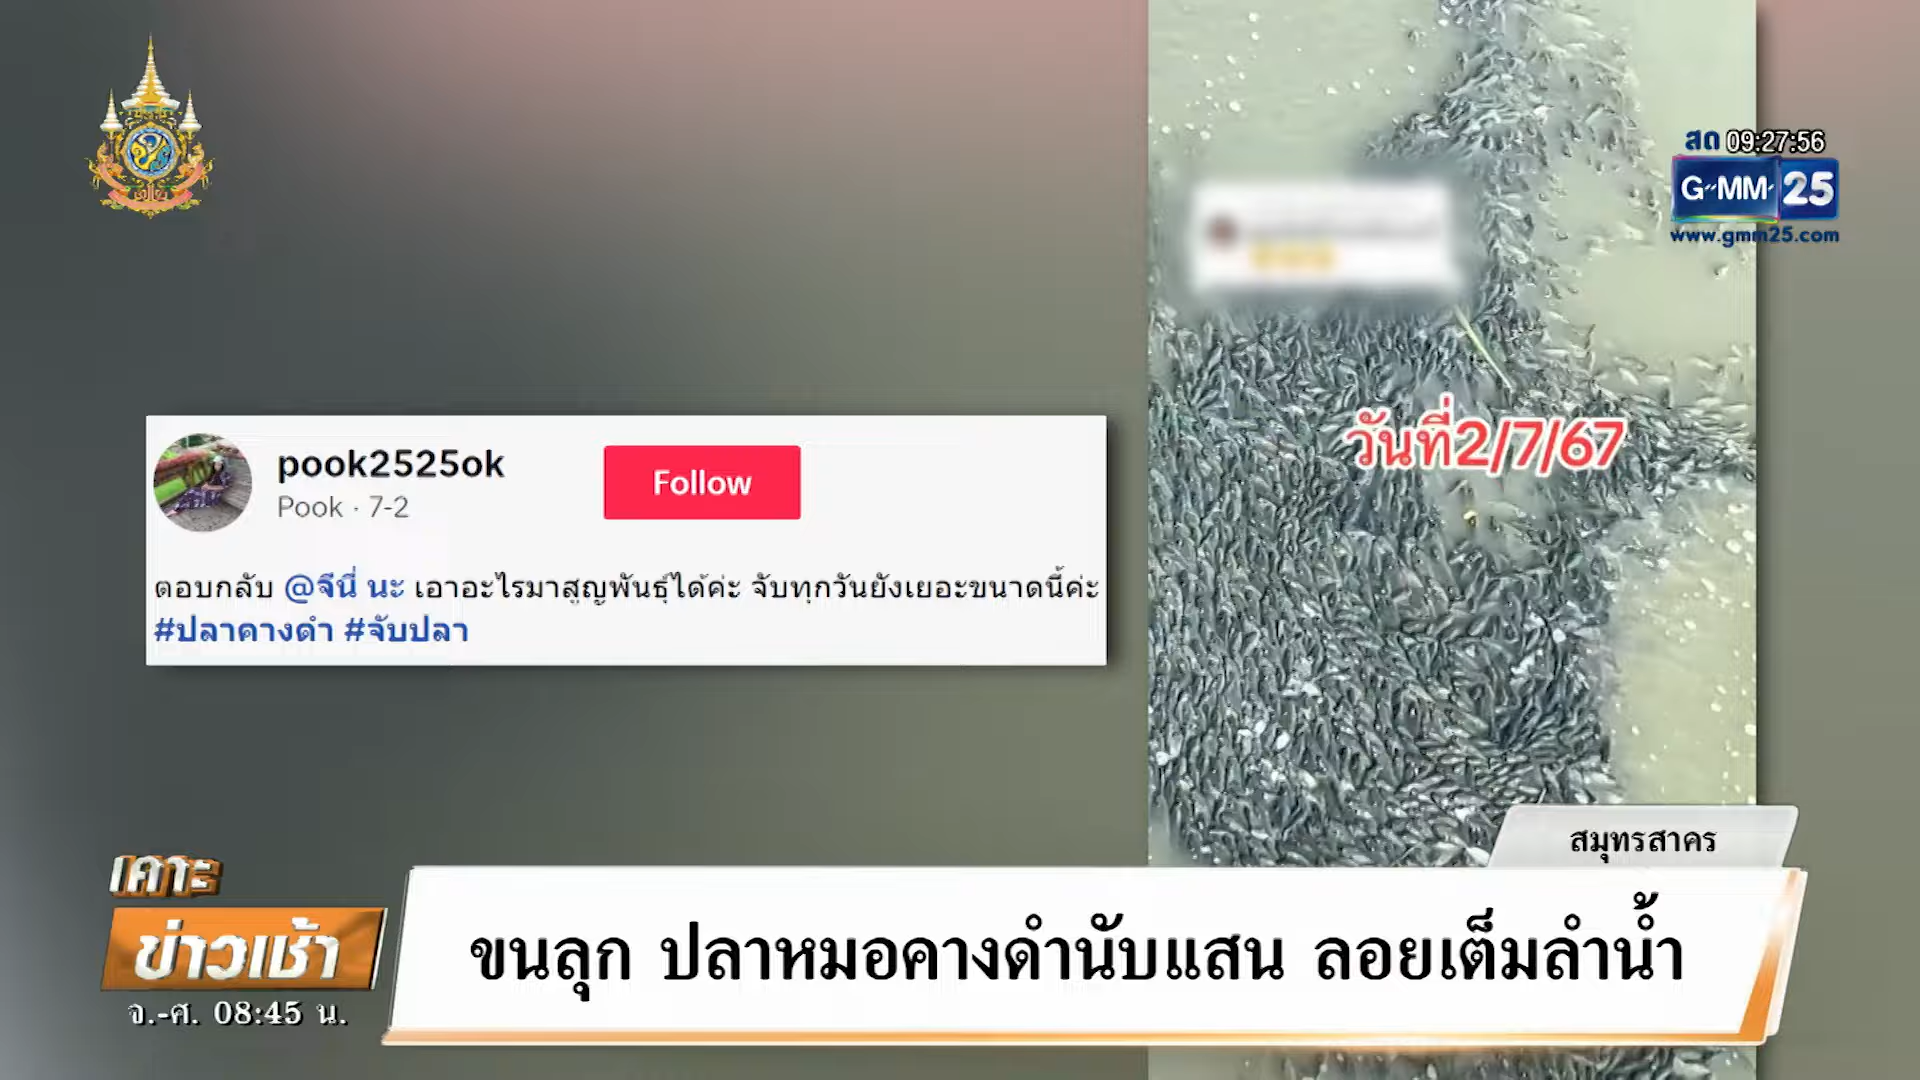 สด 09:27:56
GMM 25
www.gmm25.com
วันที่2/7/67
pook2525ok
Pook · 7-2
Follow
ตอบกลับ @จีนี่ นะ เอาอะไรมาสูญพันธุ์ได้ค่ะ จับทุกวันยังเยอะขนาดนี้ค่ะ
#ปลาคางดำ #จับปลา
สมุทรสาคร
เคาะ
ข่าวเช้า
จ.-ศ. 08:45 น.
ขนลุก ปลาหมอคางดำนับแสน ลอยเต็มลำน้ำ